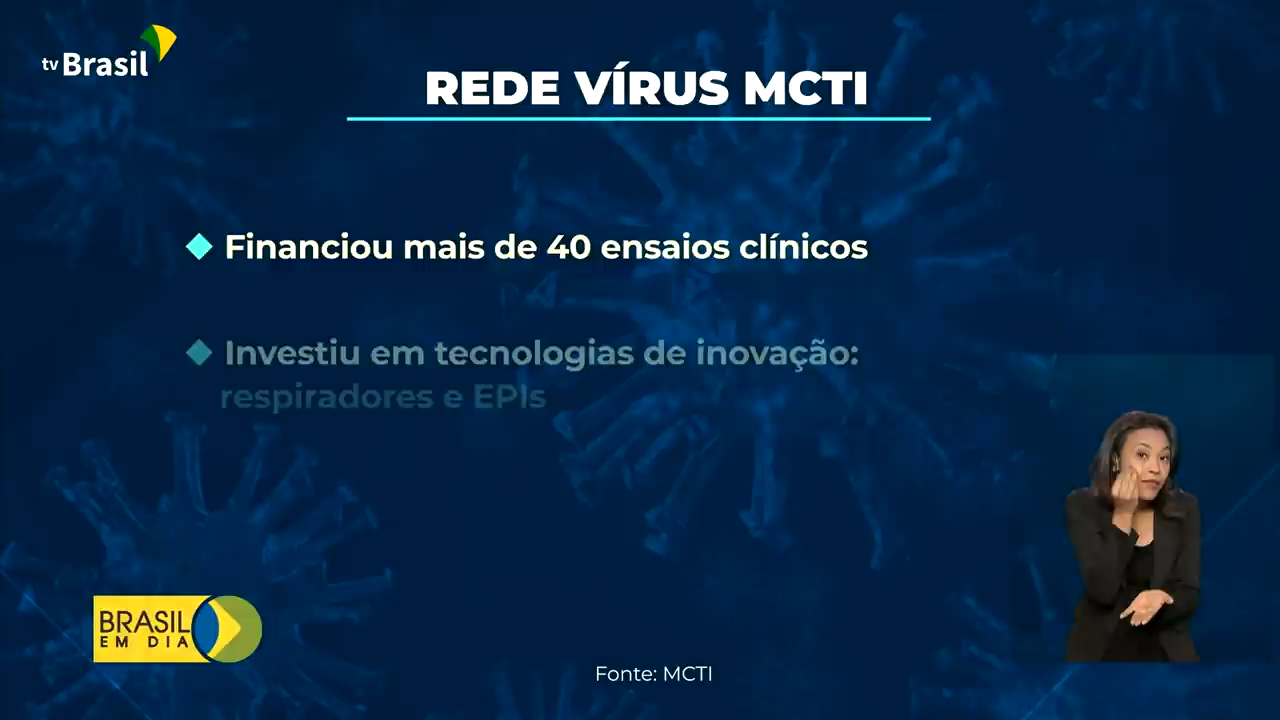 tv Brasil
REDE VÍRUS MCTI
Financiou mais de 40 ensaios clínicos
Investiu em tecnologias de inovação:
respiradores e EPIs
BRASIL
EM DIA
Fonte: MCTI